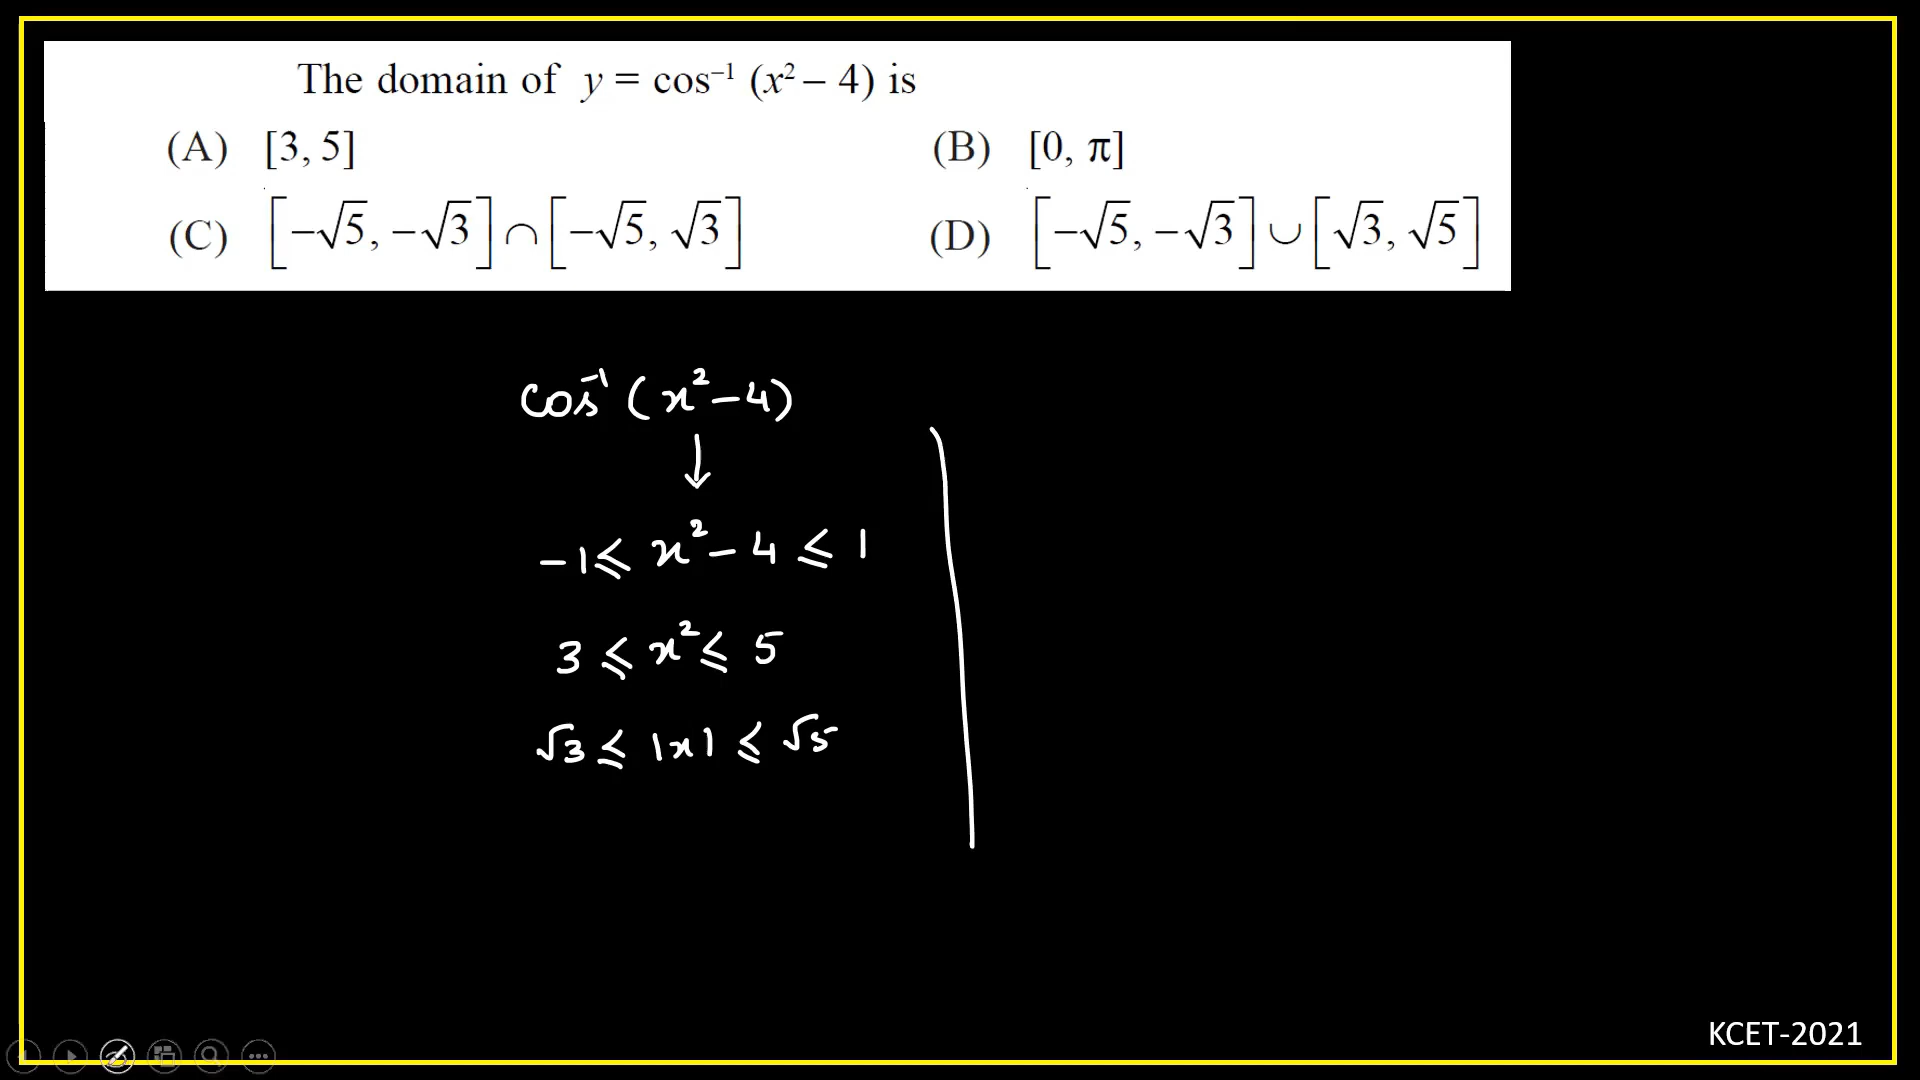 The domain of y = cos⁻¹ (x² – 4) is
(A) [3, 5]
(B) [0, π]
(C) [−√5, −√3] ∩ [−√5, √3]
(D) [−√5, −√3] ∪ [√3, √5]
cos⁻¹ (x² − 4)
↓
−1 ≤ x² − 4 ≤ 1
3 ≤ x² ≤ 5
√3 ≤ |x| ≤ √5
KCET-2021